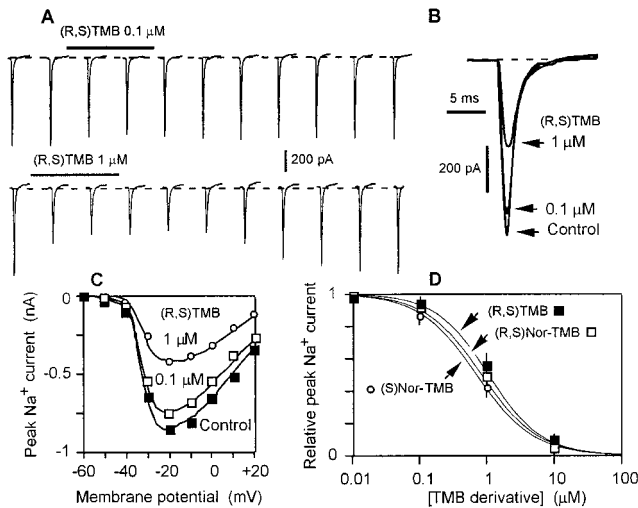 A
(R,S)TMB 0.1 µM
(R,S)TMB 1 µM
200 pA
B
5 ms
(R,S)TMB
1 µM
200 pA
0.1 µM
Control
C
Peak Na+ current (nA)
0
-0.5
-1
(R,S)TMB
1 µM
0.1 µM
Control
-60 -40 -20 0 +20
Membrane potential (mV)
D
Relative peak Na+ current
1
0
(R,S)TMB
(R,S)Nor-TMB
(S)Nor-TMB
0.01 0.1 1 10 100
[TMB derivative] (µM)